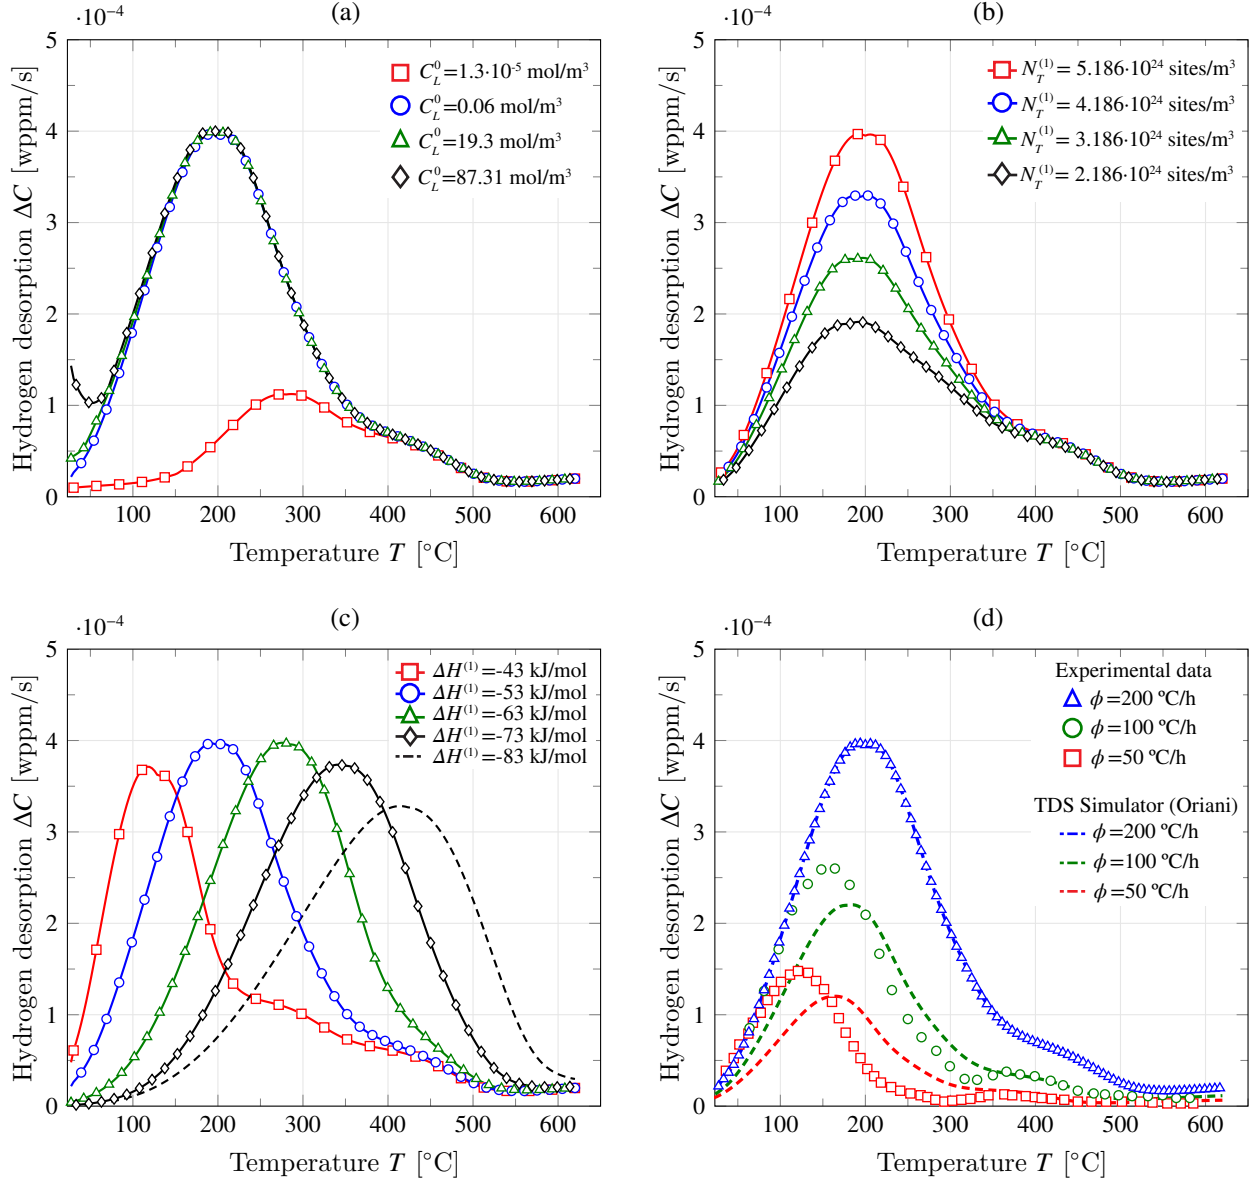 (a)
·10⁻⁴
Hydrogen desorption ΔC [wppm/s]
5
4
3
2
1
0
C_L^0=1.3·10⁻⁵ mol/m³
C_L^0=0.06 mol/m³
C_L^0=19.3 mol/m³
C_L^0=87.31 mol/m³
100 200 300 400 500 600
Temperature T [°C]
(b)
·10⁻⁴
Hydrogen desorption ΔC [wppm/s]
5
4
3
2
1
0
N_T^(1)= 5.186·10²⁴ sites/m³
N_T^(1)= 4.186·10²⁴ sites/m³
N_T^(1)= 3.186·10²⁴ sites/m³
N_T^(1)= 2.186·10²⁴ sites/m³
100 200 300 400 500 600
Temperature T [°C]
(c)
·10⁻⁴
Hydrogen desorption ΔC [wppm/s]
5
4
3
2
1
0
ΔH⁽¹⁾=-43 kJ/mol
ΔH⁽¹⁾=-53 kJ/mol
ΔH⁽¹⁾=-63 kJ/mol
ΔH⁽¹⁾=-73 kJ/mol
ΔH⁽¹⁾=-83 kJ/mol
100 200 300 400 500 600
Temperature T [°C]
(d)
·10⁻⁴
Hydrogen desorption ΔC [wppm/s]
5
4
3
2
1
0
Experimental data
ϕ=200 ºC/h
ϕ=100 ºC/h
ϕ=50 ºC/h
TDS Simulator (Oriani)
ϕ=200 ºC/h
ϕ=100 ºC/h
ϕ=50 ºC/h
100 200 300 400 500 600
Temperature T [°C]